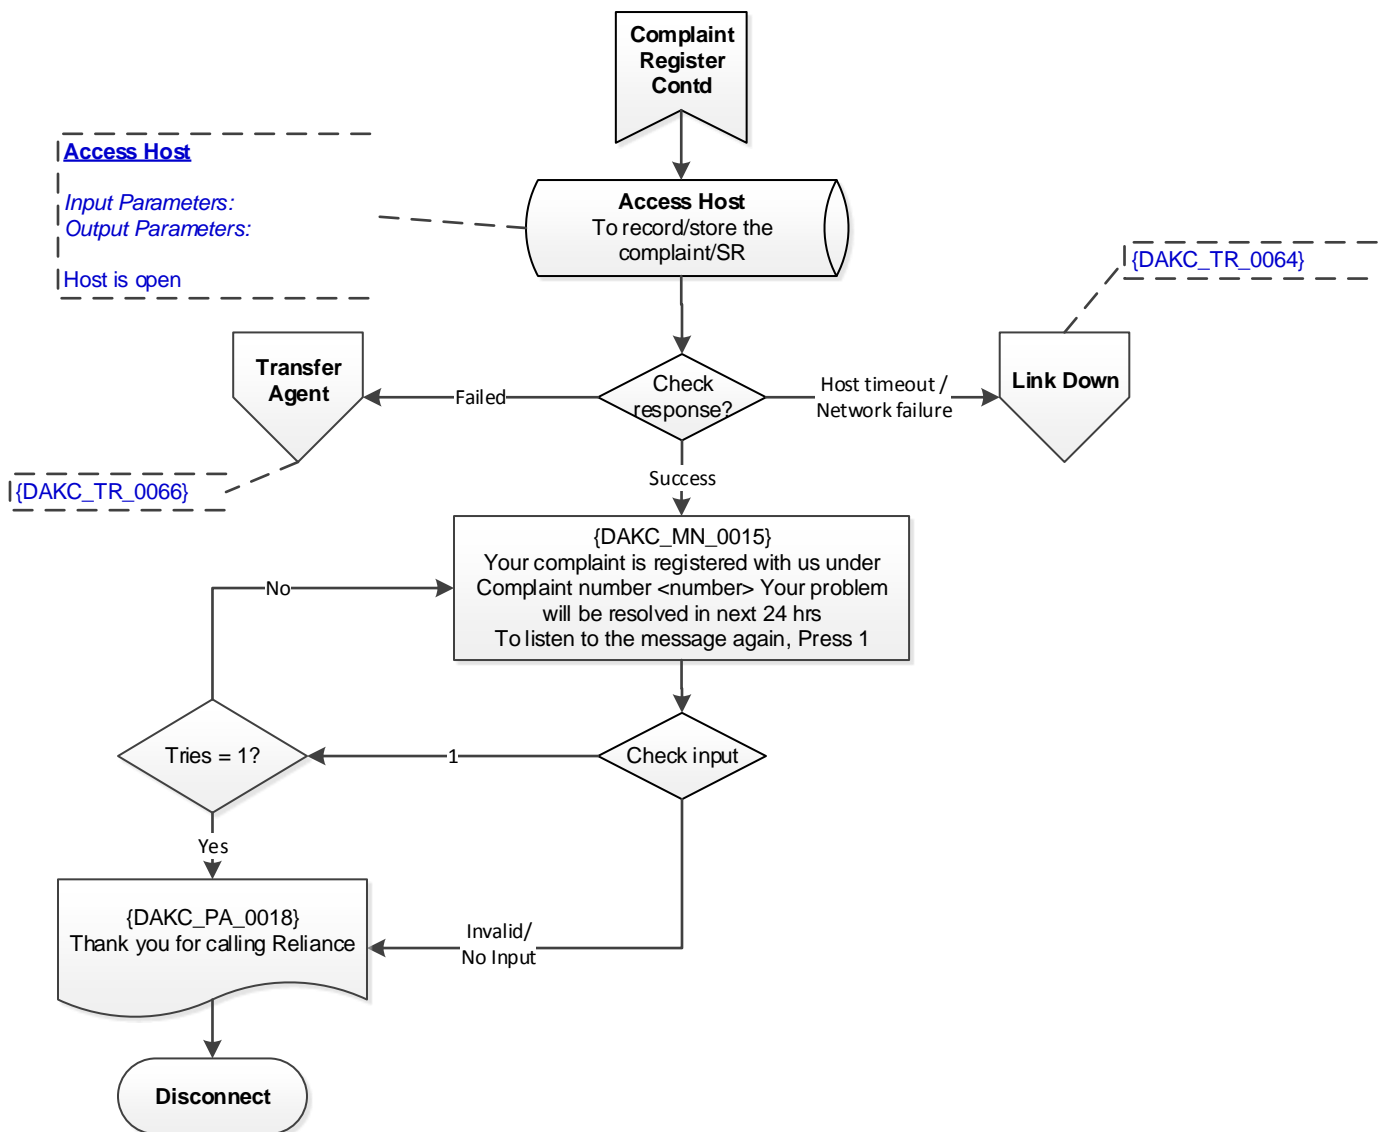 Complaint
Register
Contd
Access Host
Input Parameters:
Output Parameters:
Host is open
Access Host
To record/store the
complaint/SR
{DAKC_TR_0064}
Transfer
Agent
Failed
Check
response?
Host timeout /
Network failure
Link Down
{DAKC_TR_0066}
Success
{DAKC_MN_0015}
Your complaint is registered with us under
Complaint number <number> Your problem
will be resolved in next 24 hrs
To listen to the message again, Press 1
No
Tries = 1?
1
Check input
Yes
{DAKC_PA_0018}
Thank you for calling Reliance
Invalid/
No Input
Disconnect